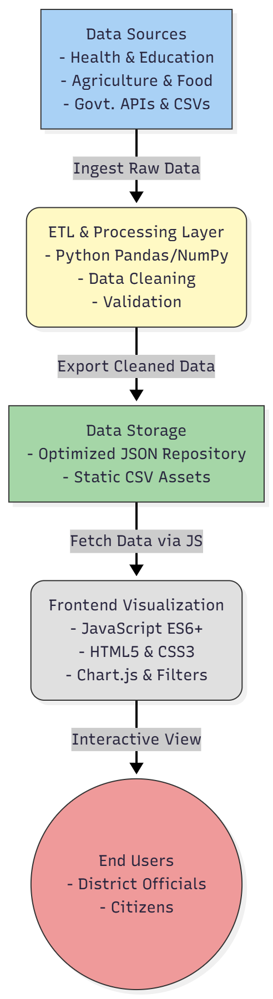 Data Sources
- Health & Education
- Agriculture & Food
- Govt. APIs & CSVs
Ingest Raw Data
ETL & Processing Layer
- Python Pandas/NumPy
- Data Cleaning
- Validation
Export Cleaned Data
Data Storage
- Optimized JSON Repository
- Static CSV Assets
Fetch Data via JS
Frontend Visualization
- JavaScript ES6+
- HTML5 & CSS3
- Chart.js & Filters
Interactive View
End Users
- District Officials
- Citizens